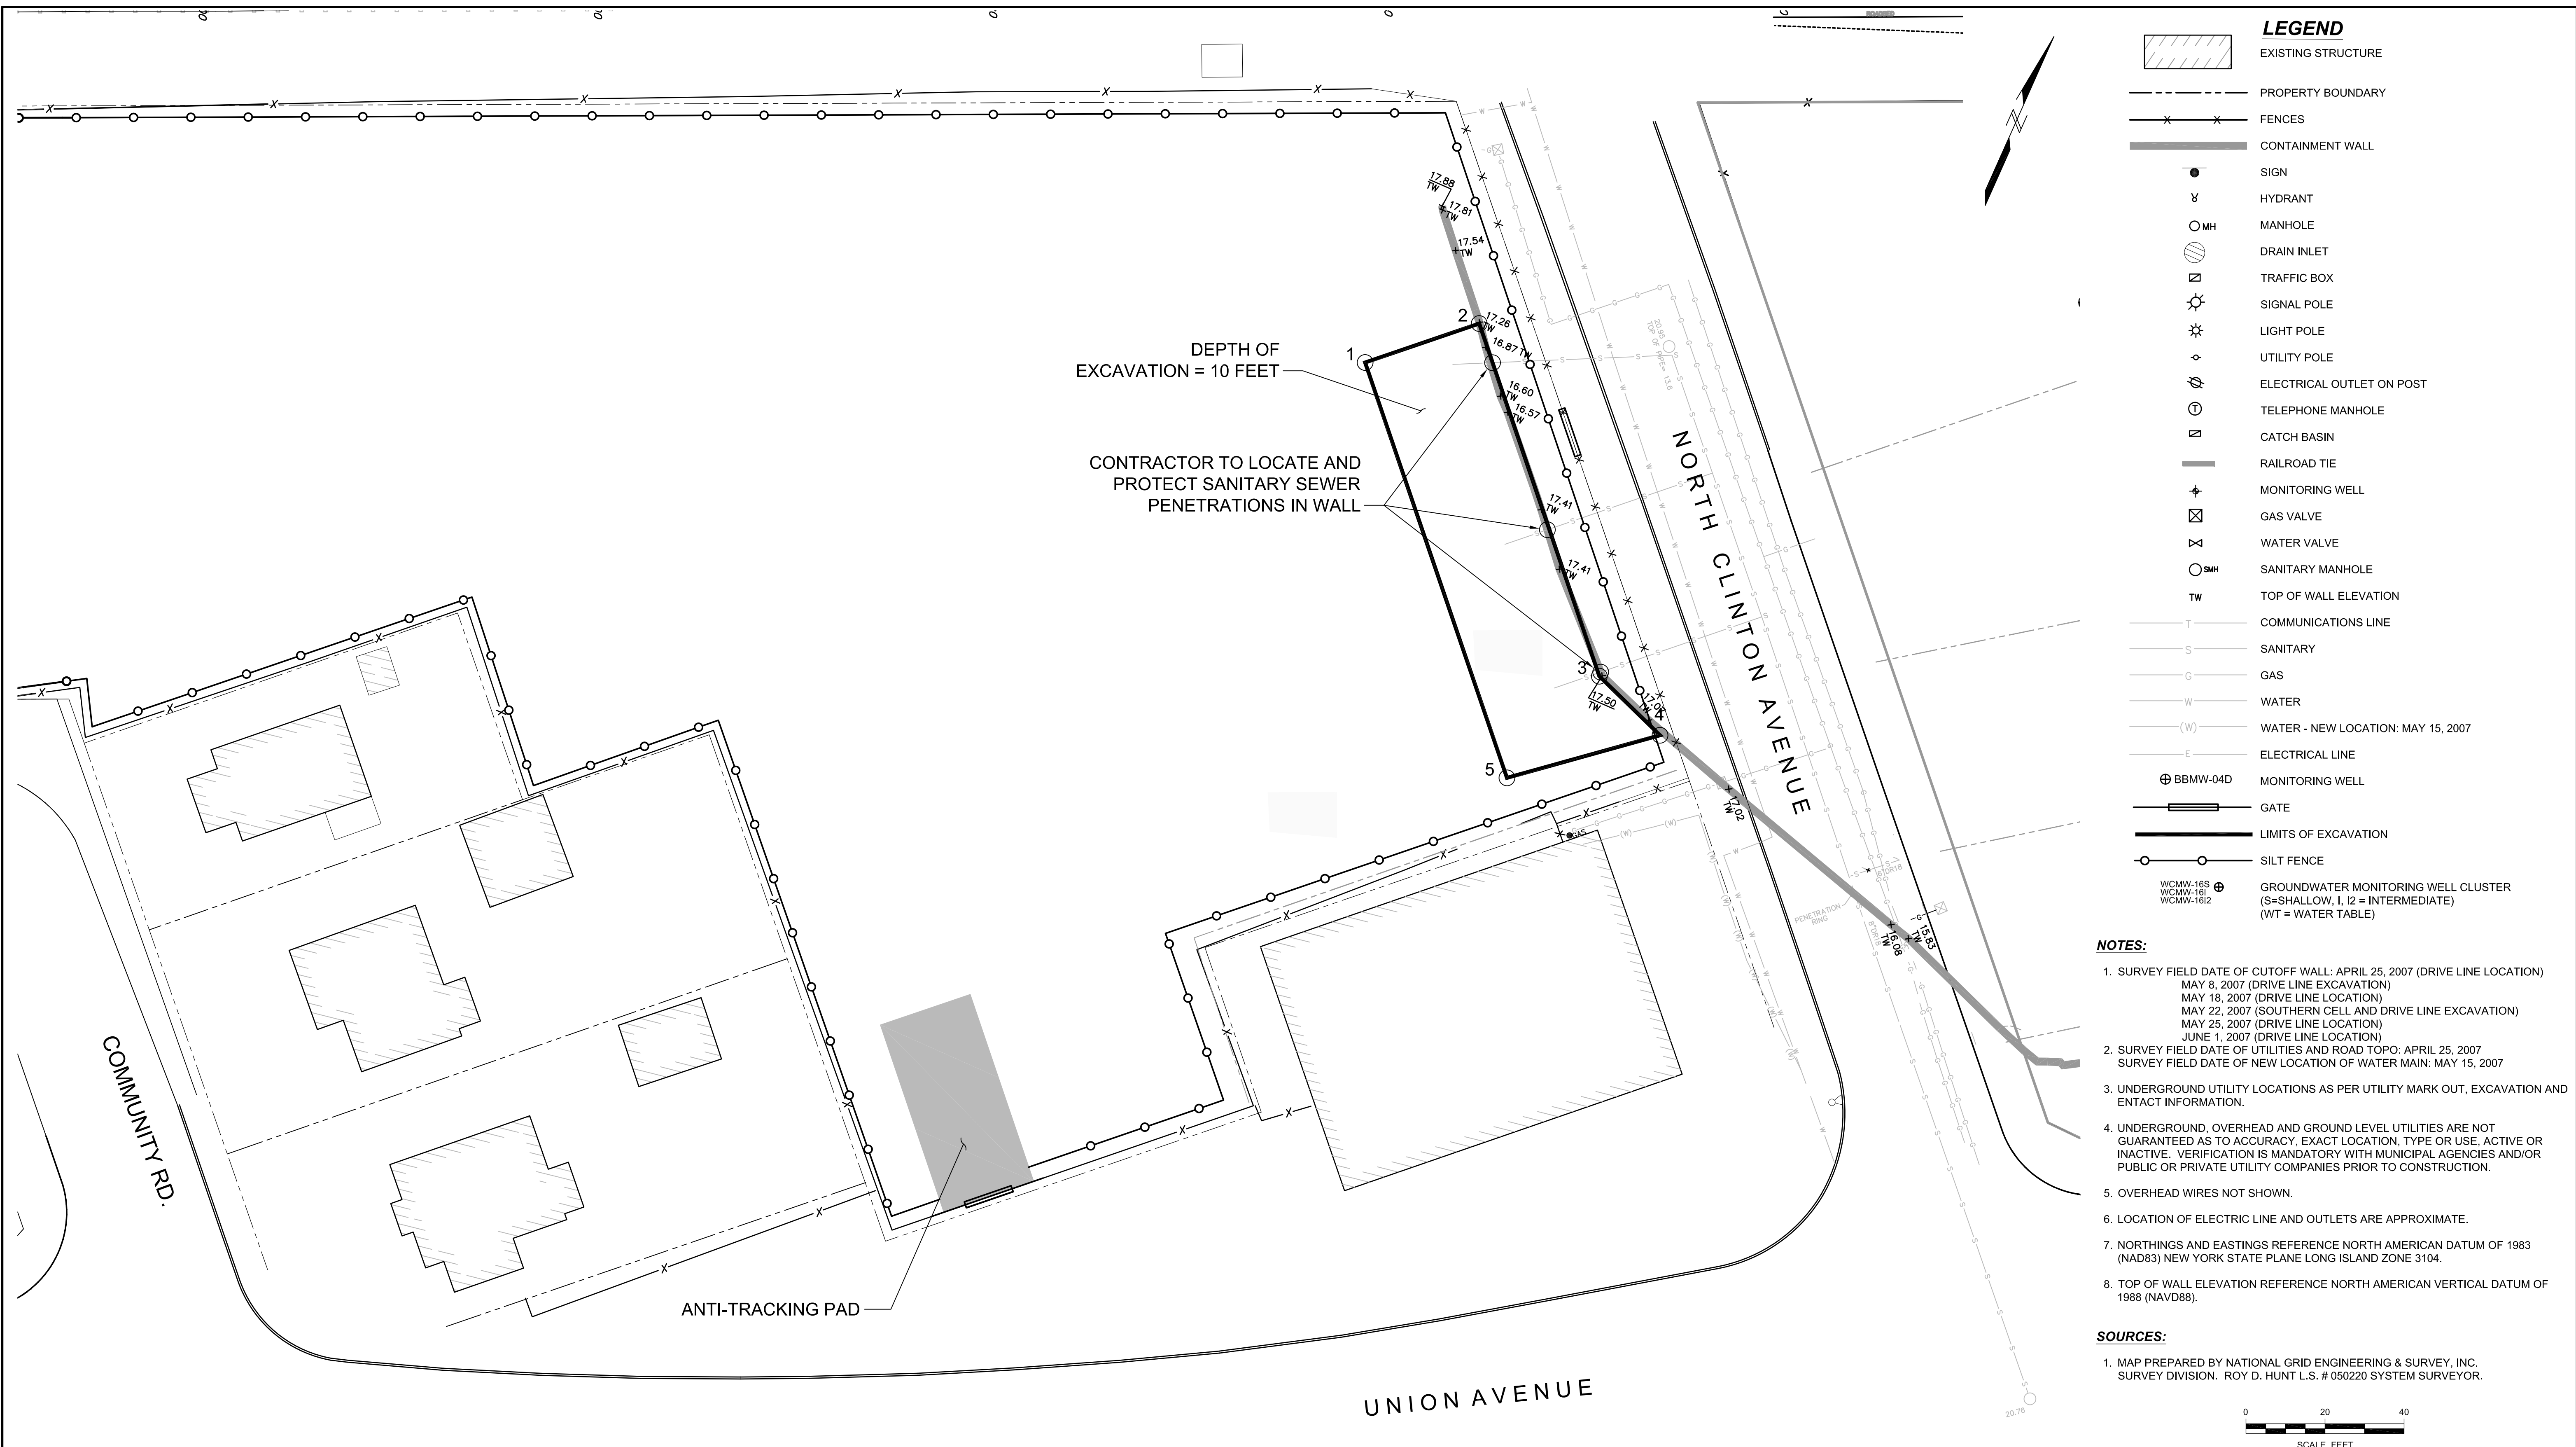 ROADBED
LEGEND
EXISTING STRUCTURE
PROPERTY BOUNDARY
X X FENCES
CONTAINMENT WALL
SIGN
HYDRANT
MH MANHOLE
DRAIN INLET
TRAFFIC BOX
SIGNAL POLE
LIGHT POLE
UTILITY POLE
ELECTRICAL OUTLET ON POST
T TELEPHONE MANHOLE
CATCH BASIN
RAILROAD TIE
MONITORING WELL
GAS VALVE
WATER VALVE
SMH SANITARY MANHOLE
TW TOP OF WALL ELEVATION
T COMMUNICATIONS LINE
S SANITARY
G GAS
W WATER
(W) WATER - NEW LOCATION: MAY 15, 2007
E ELECTRICAL LINE
BBMW-04D MONITORING WELL
GATE
LIMITS OF EXCAVATION
SILT FENCE
WCMW-16S
WCMW-16I
WCMW-16I2
GROUNDWATER MONITORING WELL CLUSTER
(S=SHALLOW, I, I2 = INTERMEDIATE)
(WT = WATER TABLE)
NOTES:
1. SURVEY FIELD DATE OF CUTOFF WALL: APRIL 25, 2007 (DRIVE LINE LOCATION)
MAY 8, 2007 (DRIVE LINE EXCAVATION)
MAY 18, 2007 (DRIVE LINE LOCATION)
MAY 22, 2007 (SOUTHERN CELL AND DRIVE LINE EXCAVATION)
MAY 25, 2007 (DRIVE LINE LOCATION)
JUNE 1, 2007 (DRIVE LINE LOCATION)
2. SURVEY FIELD DATE OF UTILITIES AND ROAD TOPO: APRIL 25, 2007
SURVEY FIELD DATE OF NEW LOCATION OF WATER MAIN: MAY 15, 2007
3. UNDERGROUND UTILITY LOCATIONS AS PER UTILITY MARK OUT, EXCAVATION AND
ENTACT INFORMATION.
4. UNDERGROUND, OVERHEAD AND GROUND LEVEL UTILITIES ARE NOT
GUARANTEED AS TO ACCURACY, EXACT LOCATION, TYPE OR USE, ACTIVE OR
INACTIVE. VERIFICATION IS MANDATORY WITH MUNICIPAL AGENCIES AND/OR
PUBLIC OR PRIVATE UTILITY COMPANIES PRIOR TO CONSTRUCTION.
5. OVERHEAD WIRES NOT SHOWN.
6. LOCATION OF ELECTRIC LINE AND OUTLETS ARE APPROXIMATE.
7. NORTHINGS AND EASTINGS REFERENCE NORTH AMERICAN DATUM OF 1983
(NAD83) NEW YORK STATE PLANE LONG ISLAND ZONE 3104.
8. TOP OF WALL ELEVATION REFERENCE NORTH AMERICAN VERTICAL DATUM OF
1988 (NAVD88).
SOURCES:
1. MAP PREPARED BY NATIONAL GRID ENGINEERING & SURVEY, INC.
SURVEY DIVISION. ROY D. HUNT L.S. # 050220 SYSTEM SURVEYOR.
0 20 40
SCALE, FEET
17.88
TW
17.81
TW
17.54
TW
2
17.26
TW
16.87 TW
1
DEPTH OF
EXCAVATION = 10 FEET
16.60
TW
16.57
TW
20.95
TOP OF PIPE= 13.6
CONTRACTOR TO LOCATE AND
PROTECT SANITARY SEWER
PENETRATIONS IN WALL
17.41
TW
17.41
TW
NORTH CLINTON AVENUE
3
17.50
TW
TW
4
5
17.02
TW
GAS
PENETRATION
RING
8"DR18
16.08
TW
15.83
TW
COMMUNITY RD.
ANTI-TRACKING PAD
UNION AVENUE
20.76